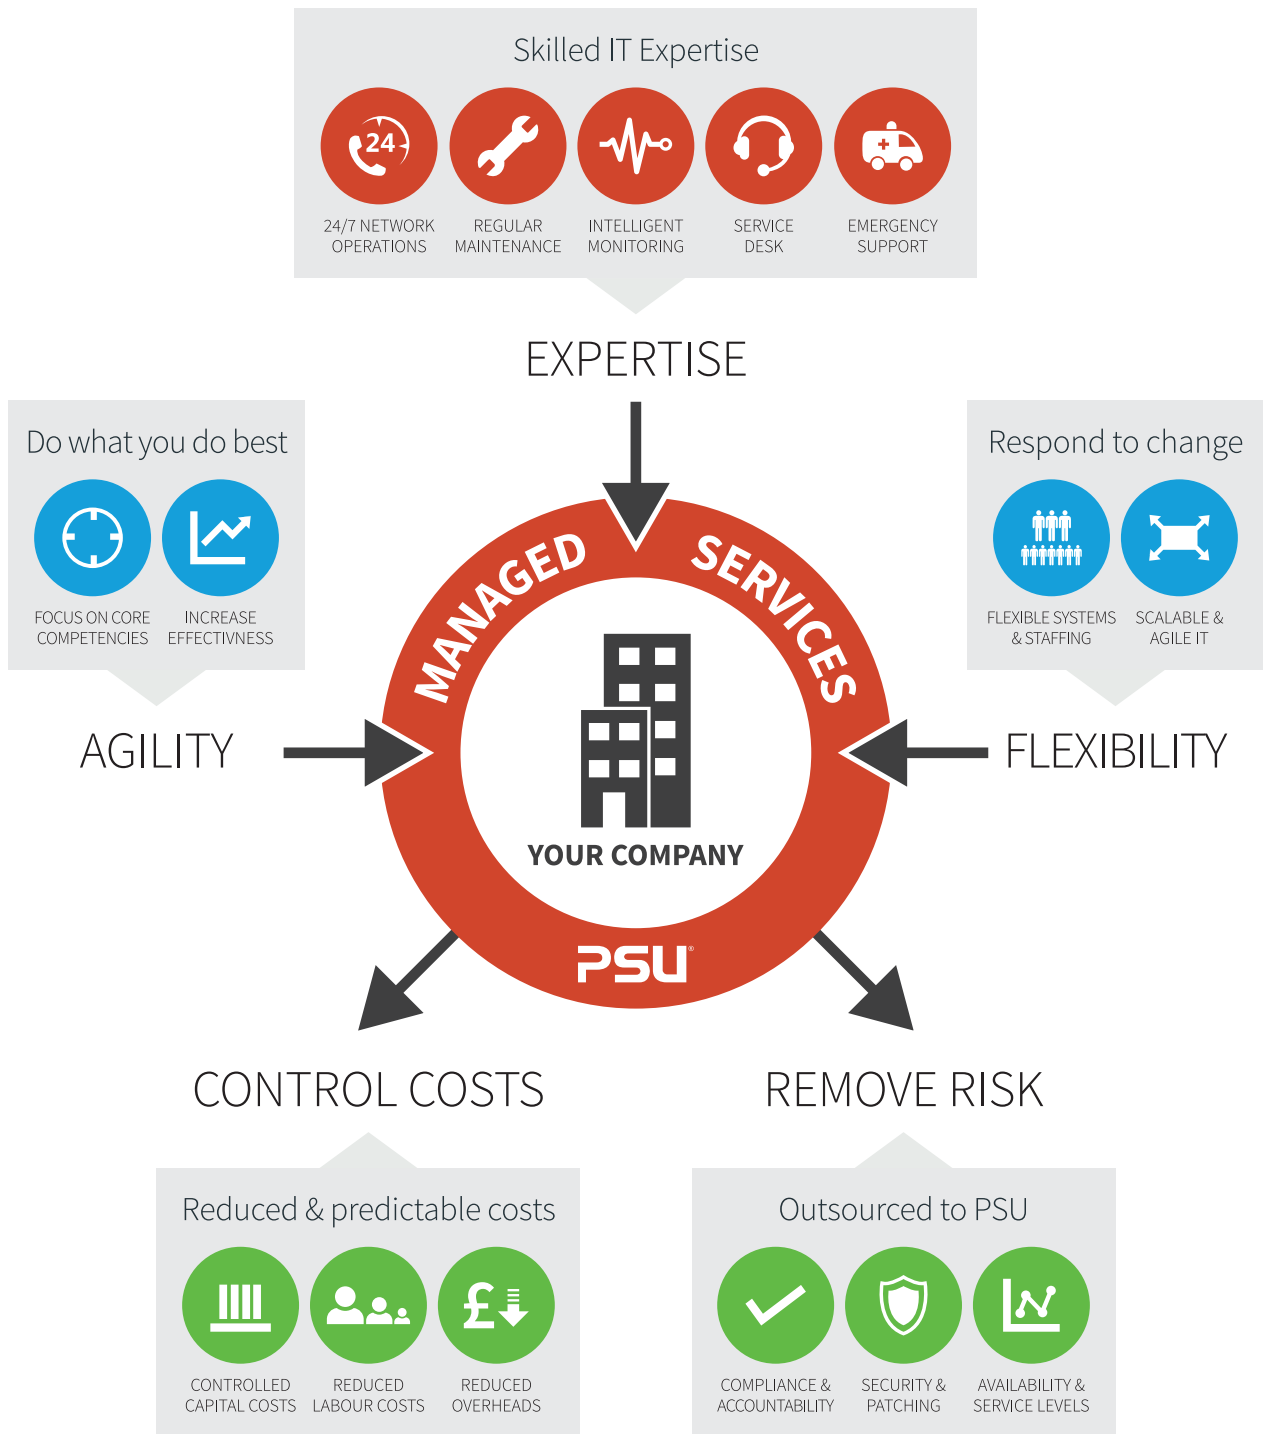 Skilled IT Expertise
24
24/7 NETWORK
OPERATIONS
REGULAR
MAINTENANCE
INTELLIGENT
MONITORING
SERVICE
DESK
EMERGENCY
SUPPORT
EXPERTISE
Do what you do best
FOCUS ON CORE
COMPETENCIES
INCREASE
EFFECTIVNESS
AGILITY
Respond to change
FLEXIBLE SYSTEMS
& STAFFING
SCALABLE &
AGILE IT
FLEXIBILITY
MANAGED SERVICES
YOUR COMPANY
PSU®
CONTROL COSTS
Reduced & predictable costs
£
CONTROLLED
CAPITAL COSTS
REDUCED
LABOUR COSTS
REDUCED
OVERHEADS
REMOVE RISK
Outsourced to PSU
COMPLIANCE &
ACCOUNTABILITY
SECURITY &
PATCHING
AVAILABILITY &
SERVICE LEVELS